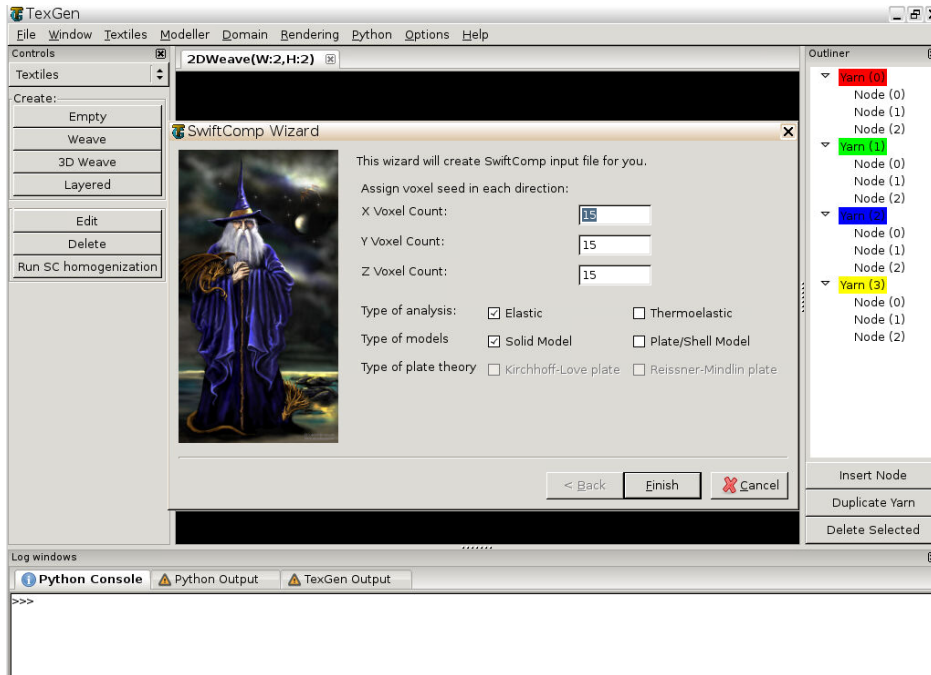 TexGen
File Window Textiles Modeller Domain Rendering Python Options Help
Controls
Textiles
Create:
Empty
Weave
3D Weave
Layered
Edit
Delete
Run SC homogenization
2DWeave(W:2,H:2)
SwiftComp Wizard
This wizard will create SwiftComp input file for you.
Assign voxel seed in each direction:
X Voxel Count: 15
Y Voxel Count: 15
Z Voxel Count: 15
Type of analysis: Elastic Thermoelastic
Type of models Solid Model Plate/Shell Model
Type of plate theory Kirchhoff-Love plate Reissner-Mindlin plate
< Back Finish Cancel
Outliner
Yarn (0)
Node (0)
Node (1)
Node (2)
Yarn (1)
Node (0)
Node (1)
Node (2)
Yarn (2)
Node (0)
Node (1)
Node (2)
Yarn (3)
Node (0)
Node (1)
Node (2)
Insert Node
Duplicate Yarn
Delete Selected
Log windows
Python Console Python Output TexGen Output
>>>